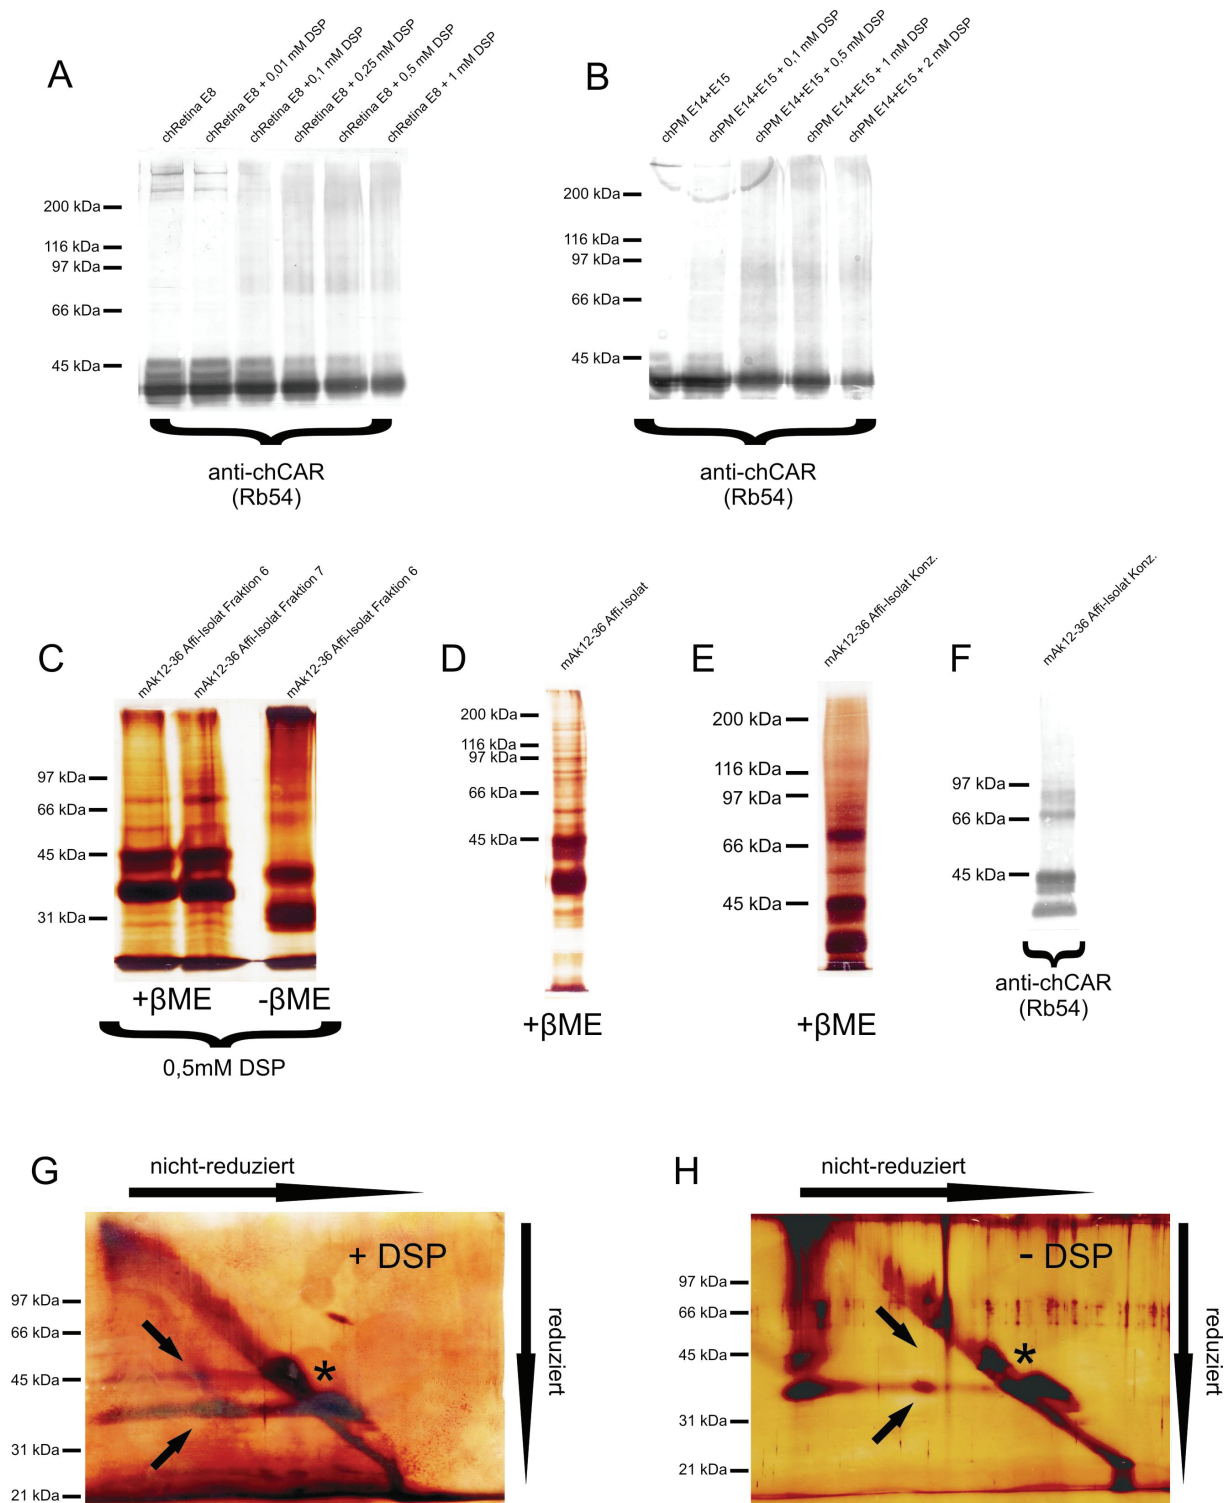 A
chRetina E8
chRetina E8 + 0,01 mM DSP
chRetina E8 +0,1 mM DSP
chRetina E8 + 0,25 mM DSP
chRetina E8 + 0,5 mM DSP
chRetina E8 + 1 mM DSP
200 kDa
116 kDa
97 kDa
66 kDa
45 kDa
anti-chCAR
(Rb54)
B
chPM E14+E15
chPM E14+E15 + 0,1 mM DSP
chPM E14+E15 + 0,5 mM DSP
chPM E14+E15 + 1 mM DSP
chPM E14+E15 + 2 mM DSP
200 kDa
116 kDa
97 kDa
66 kDa
45 kDa
anti-chCAR
(Rb54)
C
mAk12-36 Affi-Isolat Fraktion 6
mAk12-36 Affi-Isolat Fraktion 7
mAk12-36 Affi-Isolat Fraktion 6
97 kDa
66 kDa
45 kDa
31 kDa
+βME
-βME
0,5mM DSP
D
mAk12-36 Affi-Isolat
200 kDa
116 kDa
97 kDa
66 kDa
45 kDa
+βME
E
mAk12-36 Affi-Isolat Konz.
200 kDa
116 kDa
97 kDa
66 kDa
45 kDa
+βME
F
mAk12-36 Affi-Isolat Konz.
97 kDa
66 kDa
45 kDa
anti-chCAR
(Rb54)
G
nicht-reduziert
+ DSP
97 kDa
66 kDa
45 kDa
31 kDa
21 kDa
*
reduziert
H
nicht-reduziert
- DSP
97 kDa
66 kDa
45 kDa
31 kDa
21 kDa
*
reduziert